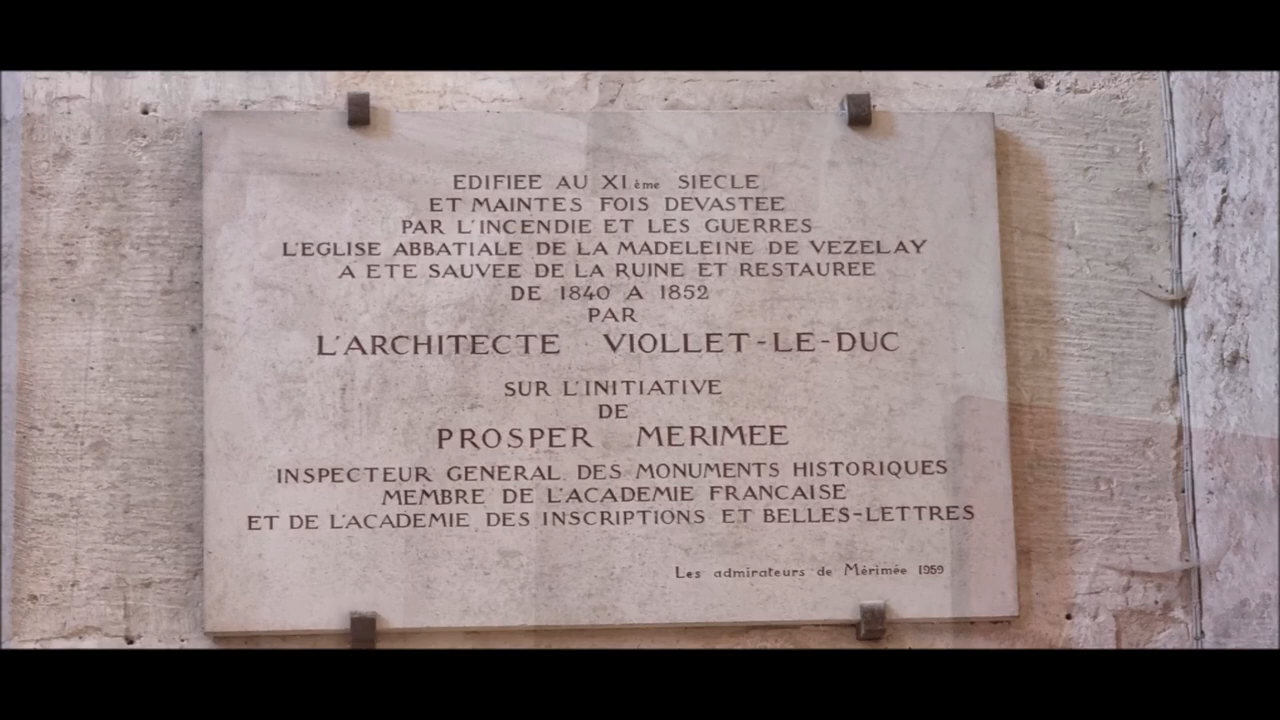 EDIFIEE AU XIème SIECLE
ET MAINTES FOIS DEVASTEE
PAR L'INCENDIE ET LES GUERRES
L'EGLISE ABBATIALE DE LA MADELEINE DE VEZELAY
A ETE SAUVEE DE LA RUINE ET RESTAUREE
DE 1840 A 1852
PAR
L'ARCHITECTE VIOLLET-LE-DUC
SUR L'INITIATIVE
DE
PROSPER MERIMEE
INSPECTEUR GENERAL DES MONUMENTS HISTORIQUES
MEMBRE DE L'ACADEMIE FRANCAISE
ET DE L'ACADEMIE DES INSCRIPTIONS ET BELLES-LETTRES
Les admirateurs de Mérimée 1959